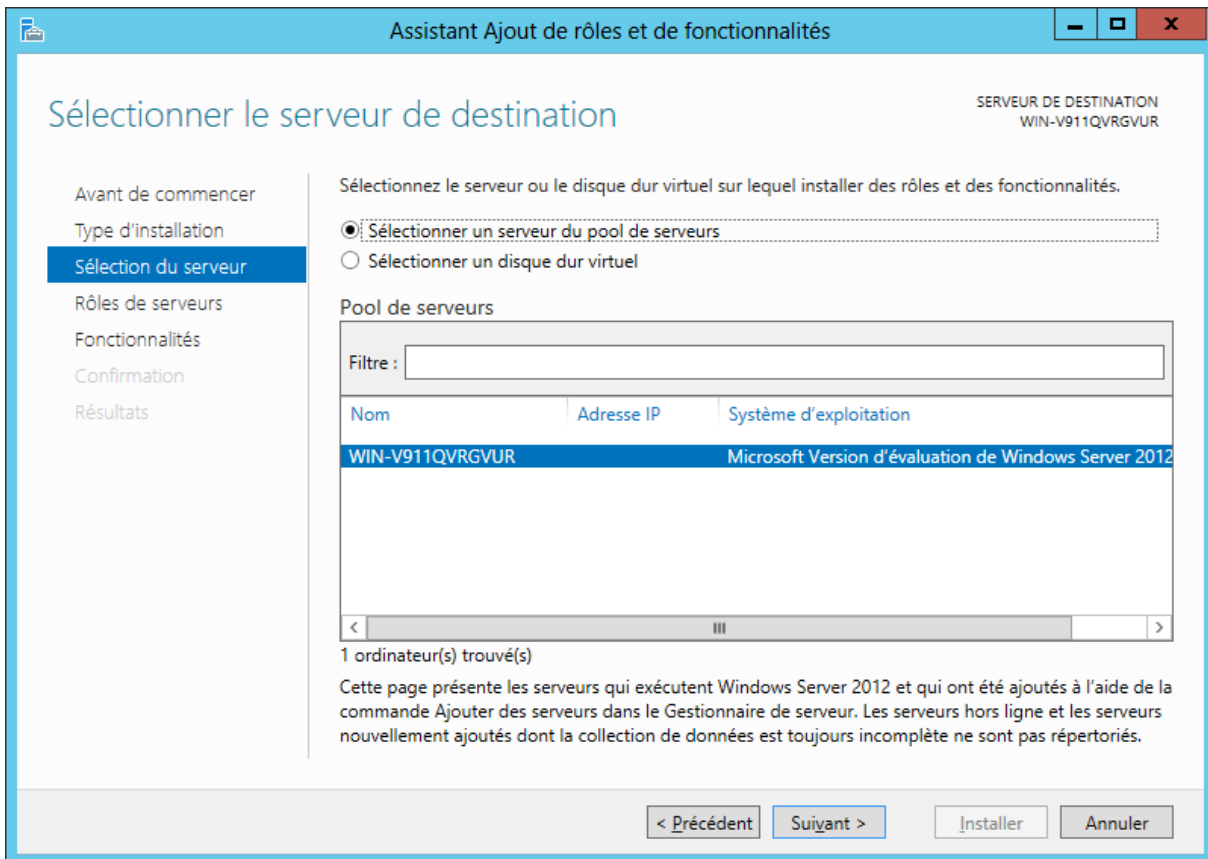 Assistant Ajout de rôles et de fonctionnalités
Sélectionner le serveur de destination
SERVEUR DE DESTINATION
WIN-V911QVRGVUR
Avant de commencer
Type d'installation
Sélection du serveur
Rôles de serveurs
Fonctionnalités
Confirmation
Résultats
Sélectionnez le serveur ou le disque dur virtuel sur lequel installer des rôles et des fonctionnalités.
Sélectionner un serveur du pool de serveurs
Sélectionner un disque dur virtuel
Pool de serveurs
Filtre :
Nom Adresse IP Système d'exploitation
WIN-V911QVRGVUR Microsoft Version d'évaluation de Windows Server 2012
1 ordinateur(s) trouvé(s)
Cette page présente les serveurs qui exécutent Windows Server 2012 et qui ont été ajoutés à l'aide de la
commande Ajouter des serveurs dans le Gestionnaire de serveur. Les serveurs hors ligne et les serveurs
nouvellement ajoutés dont la collection de données est toujours incomplète ne sont pas répertoriés.
< Précédent Suivant > Installer Annuler